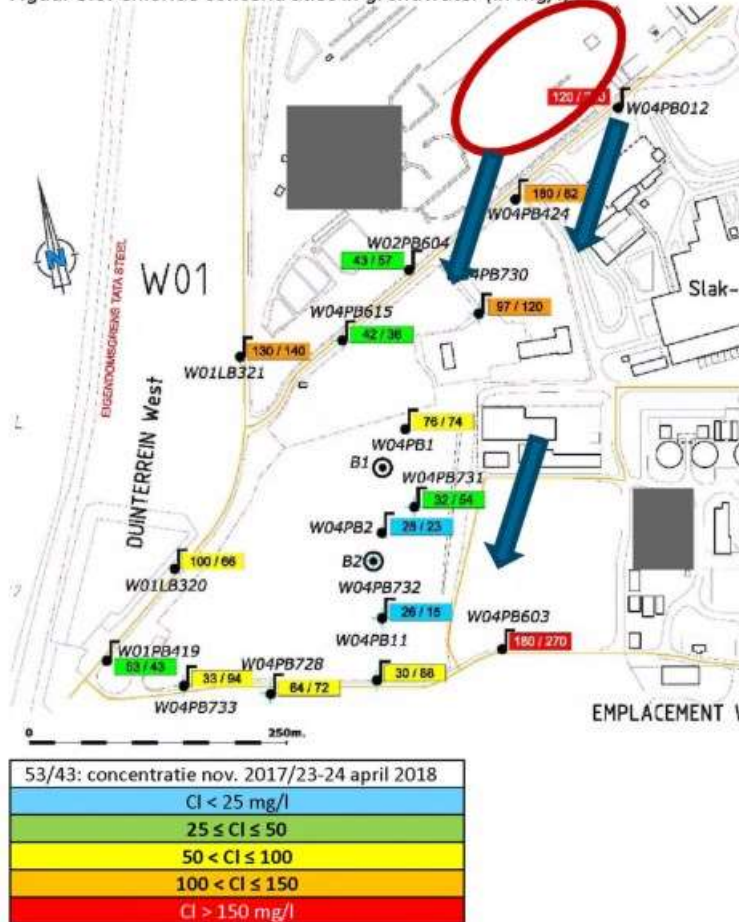 W04PB012
180 / 82
W04PB424
W02PB604
43 / 57
PB730
97 / 120
Slak-
W01
W04PB615
42 / 36
EIGENDOMSGRENS TATA STEEL
130 / 140
W01LB321
DUINTERREIN West
76 / 74
W04PB1
B1
W04PB731
32 / 54
W04PB2
28 / 23
B2
100 / 66
W01LB320
W04PB732
26 / 15
W04PB603
180 / 270
W04PB11
W01PB419
53 / 43
W04PB728
30 / 86
33 / 94
64 / 72
W04PB733
N
EMPLACEMENT
0
250m.
53/43: concentratie nov. 2017/23-24 april 2018
Cl < 25 mg/l
25 ≤ Cl ≤ 50
50 < Cl ≤ 100
100 < Cl ≤ 150
Cl > 150 mg/l